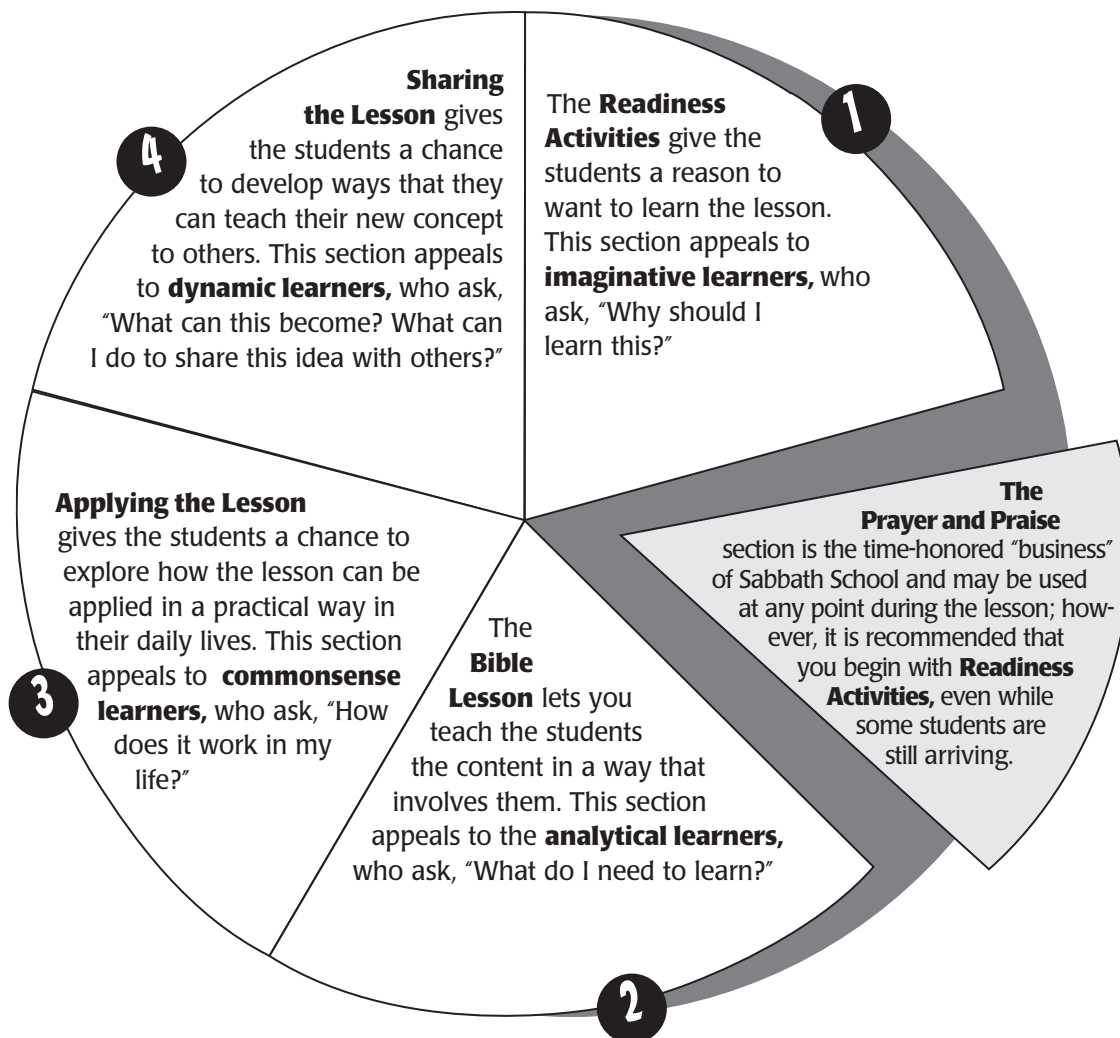 1
The Readiness
Activities give the
students a reason to
want to learn the lesson.
This section appeals to
imaginative learners, who
ask, “Why should I
learn this?”
The
Prayer and Praise
section is the time-honored “business”
of Sabbath School and may be used
at any point during the lesson; how-
ever, it is recommended that
you begin with Readiness
Activities, even while
some students are
still arriving.
2
The
Bible
Lesson lets you
teach the students
the content in a way that
involves them. This section
appeals to the analytical learners,
who ask, “What do I need to learn?”
3
Applying the Lesson
gives the students a chance to
explore how the lesson can be
applied in a practical way in
their daily lives. This section
appeals to commonsense
learners, who ask, “How
does it work in my
life?”
4
Sharing
the Lesson gives
the students a chance
to develop ways that they
can teach their new concept
to others. This section appeals
to dynamic learners, who ask,
“What can this become? What can
I do to share this idea with others?”